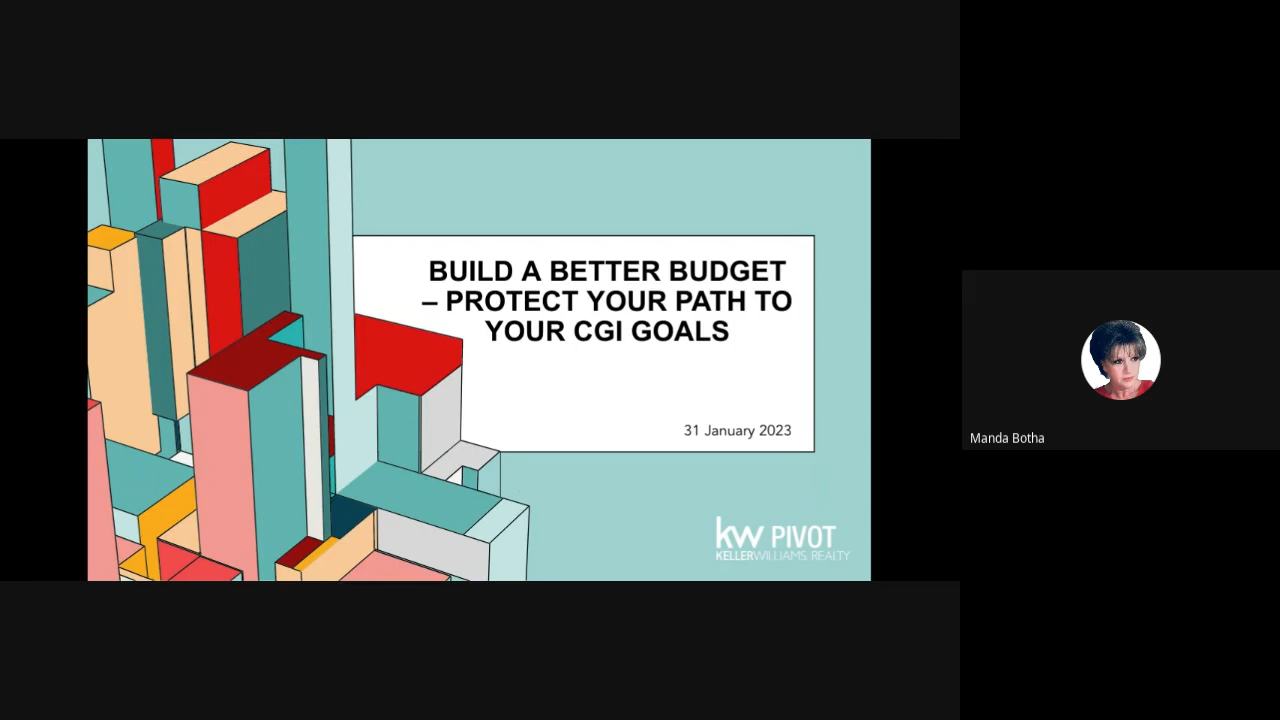 BUILD A BETTER BUDGET
– PROTECT YOUR PATH TO
YOUR CGI GOALS
31 January 2023
kw PIVOT
KELLERWILLIAMS. REALTY
Manda Botha